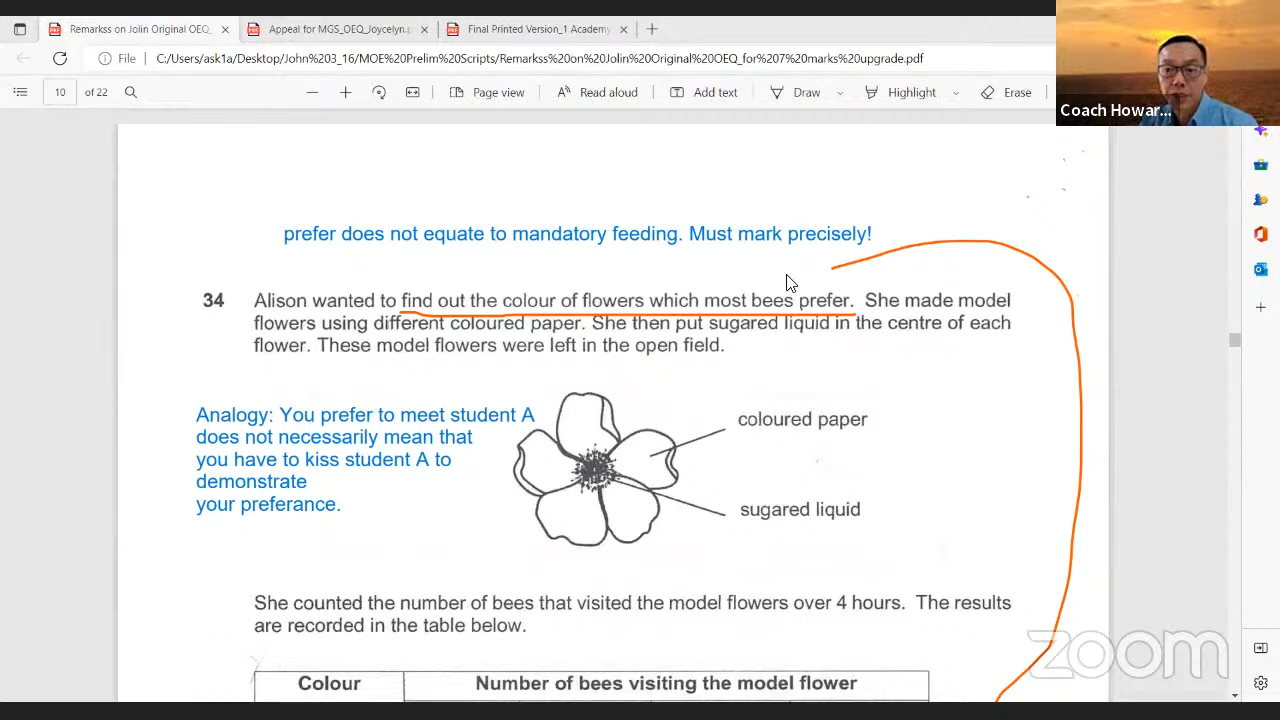 Remarkss on Jolin Original OEQ_
Appeal for MGS_OEQ_Joycelyn.p
Final Printed Version_1 Academy
File
C:/Users/ask1a/Desktop/John%203_16/MOE%20Prelim%20Scripts/Remarkss%20on%20Jolin%20Original%20OEQ_for%207%20marks%20upgrade.pdf
10 of 22
Page view
Read aloud
Add text
Draw
Highlight
Erase
Coach Howar...
prefer does not equate to mandatory feeding. Must mark precisely!
34 Alison wanted to find out the colour of flowers which most bees prefer. She made model
flowers using different coloured paper. She then put sugared liquid in the centre of each
flower. These model flowers were left in the open field.
Analogy: You prefer to meet student A
does not necessarily mean that
you have to kiss student A to
demonstrate
your preferance.
coloured paper
sugared liquid
She counted the number of bees that visited the model flowers over 4 hours. The results
are recorded in the table below.
zoom
Colour
Number of bees visiting the model flower